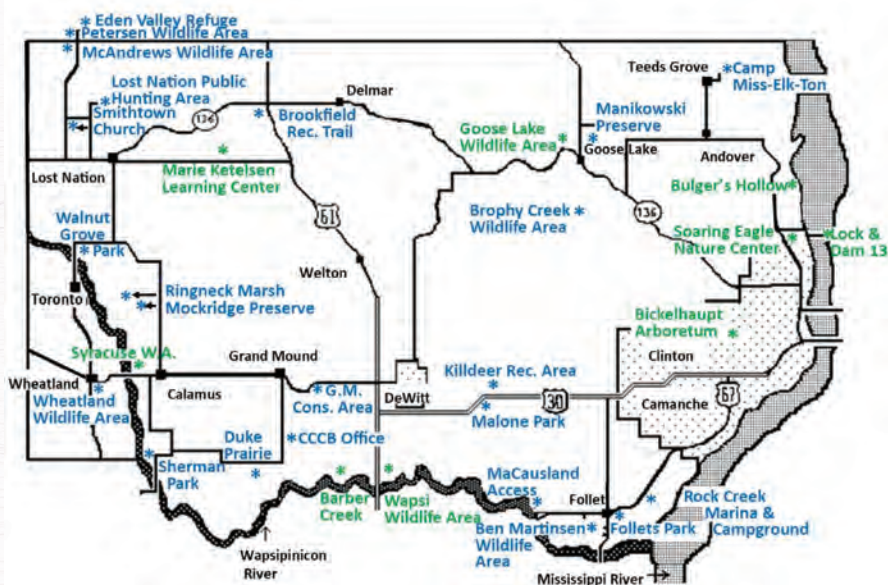 * Eden Valley Refuge
* Petersen Wildlife Area
* McAndrews Wildlife Area
Lost Nation Public
* Hunting Area
Smithtown
* Church
136
Delmar
* Brookfield
Rec. Trail
Teeds Grove
* Camp
Miss-Elk-Ton
Manikowski
Preserve *
Goose Lake *
Wildlife Area
Goose Lake
Andover
Lost Nation
*
Marie Ketelsen
Learning Center
61
Bulger's Hollow *
136
Brophy Creek *
Wildlife Area
Soaring Eagle
Nature Center *
* Lock &
Dam 13
Walnut
Grove
* Park
Welton
Toronto
* Ringneck Marsh
* Mockridge Preserve
Bickelhaupt
Arboretum *
Syracuse W.A.
*
Grand Mound
Clinton
Wheatland
* Wheatland
Wildlife Area
Calamus
* G.M.
Cons. Area
DeWitt
Killdeer Rec. Area
*
30
* Malone Park
67
Camanche
* CCCB Office
Duke
Prairie
*
* Sherman
Park
* Barber
Creek
* Wapsi
Wildlife Area
MaCausland
Access *
Follet
Ben Martinsen *
Wildlife
Area
* Follets Park
* Rock Creek
Marina &
Campground
Wapsipinicon
River
Mississippi River